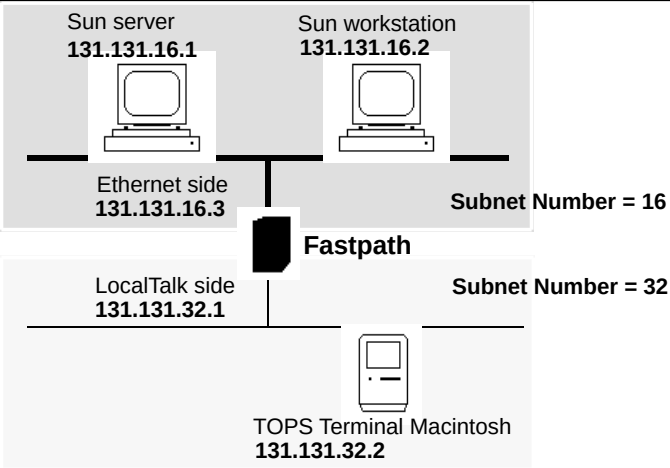 Sun server
131.131.16.1
Sun workstation
131.131.16.2
Ethernet side
131.131.16.3
Subnet Number = 16
Fastpath
LocalTalk side
131.131.32.1
Subnet Number = 32
TOPS Terminal Macintosh
131.131.32.2